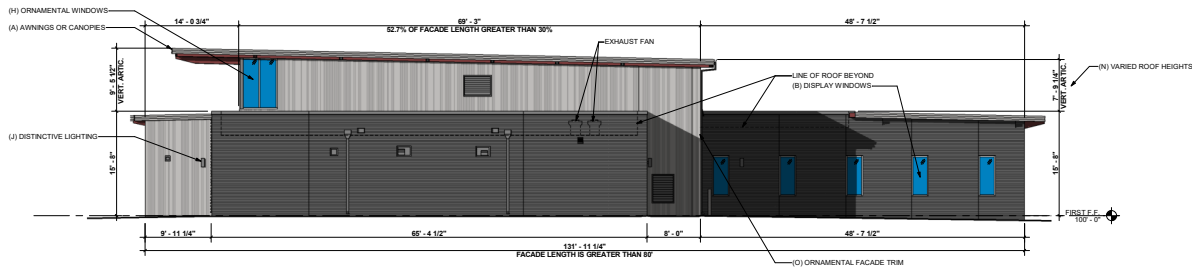 (H) ORNAMENTAL WINDOWS
(A) AWNINGS OR CANOPIES
14' - 0 3/4"
69' - 3"
52.7% OF FACADE LENGTH GREATER THAN 30%
48' - 7 1/2"
EXHAUST FAN
9' - 5 1/2"
VERT. ARTIC.
LINE OF ROOF BEYOND
(B) DISPLAY WINDOWS
7' - 9 1/4"
VERT. ARTIC.
(N) VARIED ROOF HEIGHTS
(J) DISTINCTIVE LIGHTING
15' - 8"
15' - 8"
FIRST F.F.
100' - 0"
9' - 11 1/4"
65' - 4 1/2"
8' - 0"
48' - 7 1/2"
131' - 11 1/4"
FACADE LENGTH IS GREATER THAN 80'
(O) ORNAMENTAL FACADE TRIM